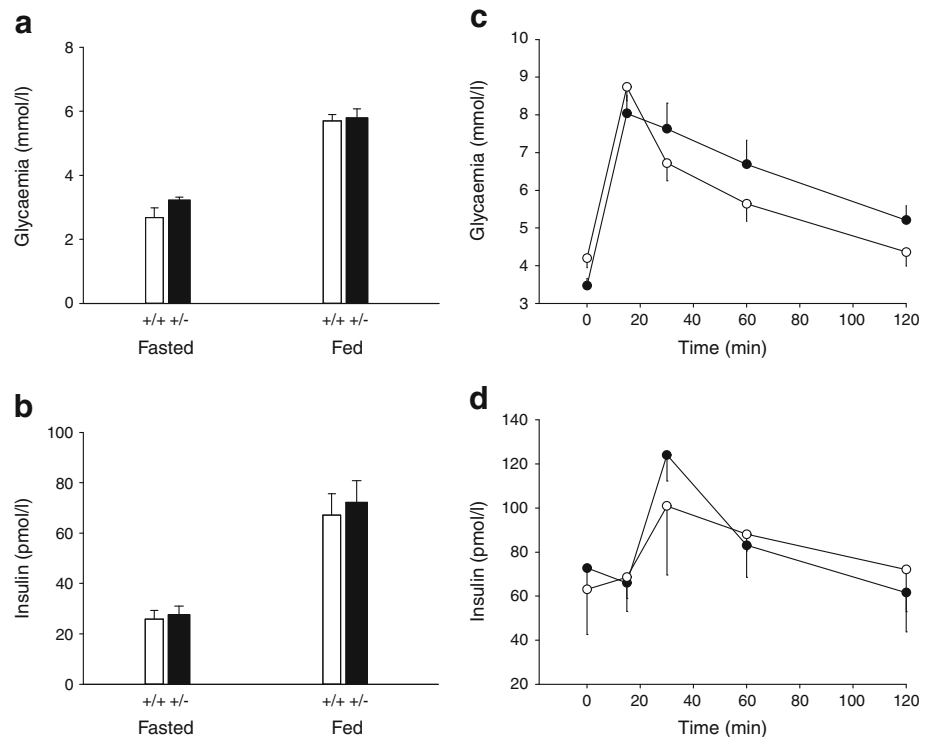 a
8
6
4
2
0
Glycaemia (mmol/l)
+/+ +/- +/+ +/-
Fasted Fed
b
100
80
60
40
20
0
Insulin (pmol/l)
+/+ +/- +/+ +/-
Fasted Fed
c
10
9
8
7
6
5
4
3
Glycaemia (mmol/l)
0 20 40 60 80 100 120
Time (min)
d
140
120
100
80
60
40
20
Insulin (pmol/l)
0 20 40 60 80 100 120
Time (min)